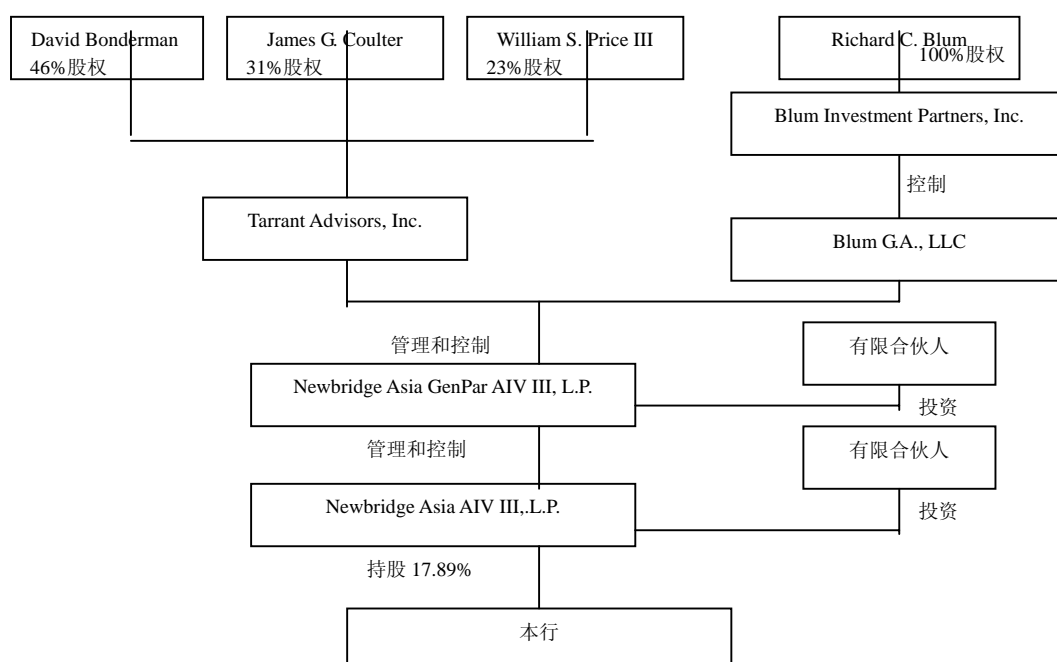 David Bonderman
46%股权
James G. Coulter
31%股权
William S. Price III
23%股权
Richard C. Blum
100%股权
Blum Investment Partners, Inc.
控制
Tarrant Advisors, Inc.
Blum G.A., LLC
管理和控制
有限合伙人
Newbridge Asia GenPar AIV III, L.P.
投资
管理和控制
有限合伙人
Newbridge Asia AIV III,.L.P.
投资
持股 17.89%
本行